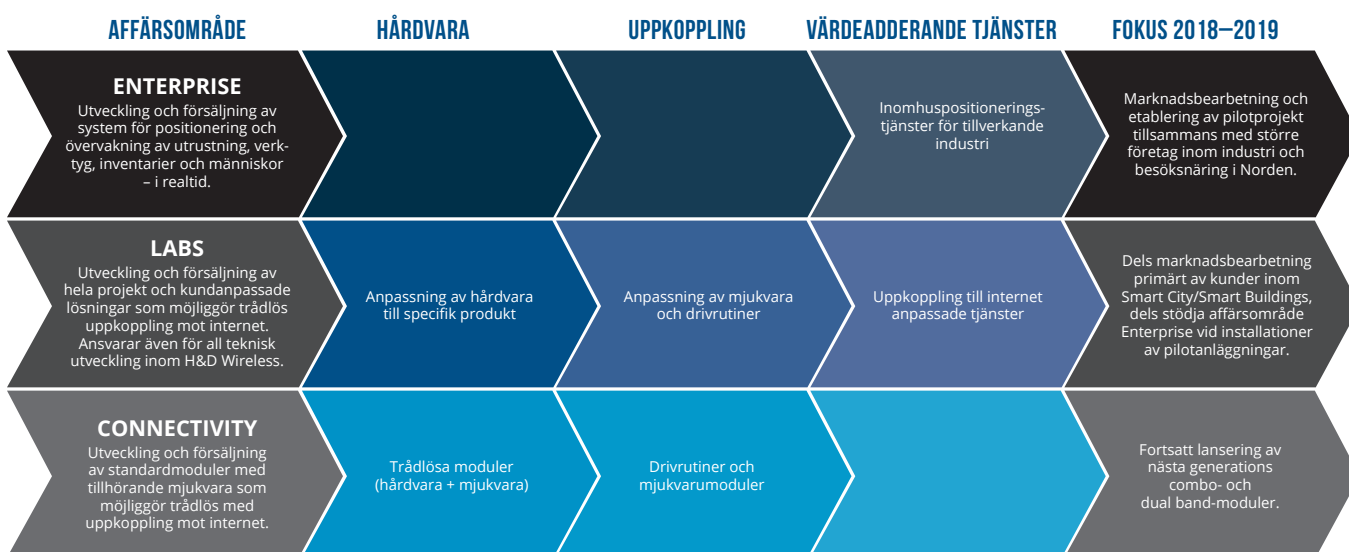 AFFÄRSOMRÅDE
HÅRDVARA
UPPKOPPLING
VÄRDEADDERANDE TJÄNSTER
FOKUS 2018–2019
ENTERPRISE
Utveckling och försäljning av
system för positionering och
övervakning av utrustning, verk-
tyg, inventarier och människor
– i realtid.
Inomhuspositionerings-
tjänster för tillverkande
industri
Marknadsbearbetning och
etablering av pilotprojekt
tillsammans med större
företag inom industri och
besöksnäring i Norden.
LABS
Utveckling och försäljning av
hela projekt och kundanpassade
lösningar som möjliggör trådlös
uppkoppling mot internet.
Ansvarar även för all teknisk
utveckling inom H&D Wireless.
Anpassning av hårdvara
till specifik produkt
Anpassning av mjukvara
och drivrutiner
Uppkoppling till internet
anpassade tjänster
Dels marknadsbearbetning
primärt av kunder inom
Smart City/Smart Buildings,
dels stödja affärsområde
Enterprise vid installationer
av pilotanläggningar.
CONNECTIVITY
Utveckling och försäljning
av standardmoduler med
tillhörande mjukvara som
möjliggör trådlös med
uppkoppling mot internet.
Trådlösa moduler
(hårdvara + mjukvara)
Drivrutiner och
mjukvarumoduler
Fortsatt lansering av
nästa generations
combo- och
dual band-moduler.